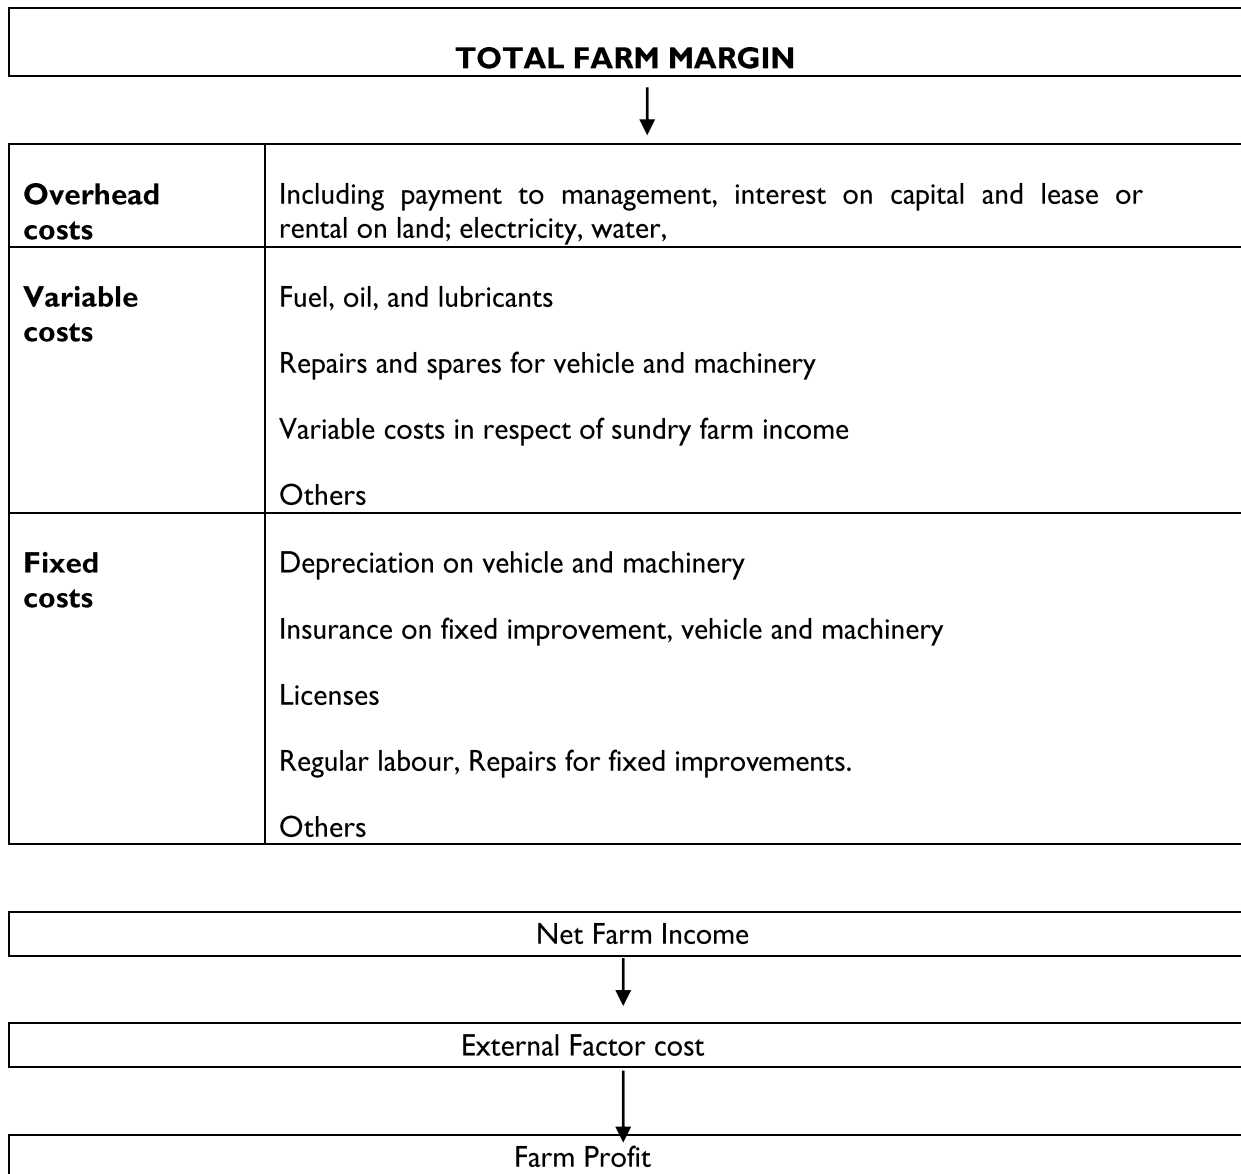 TOTAL FARM MARGIN
Overhead
costs
Including payment to management, interest on capital and lease or
rental on land; electricity, water,
Variable
costs
Fuel, oil, and lubricants
Repairs and spares for vehicle and machinery
Variable costs in respect of sundry farm income
Others
Fixed
costs
Depreciation on vehicle and machinery
Insurance on fixed improvement, vehicle and machinery
Licenses
Regular labour, Repairs for fixed improvements.
Others
Net Farm Income
External Factor cost
Farm Profit